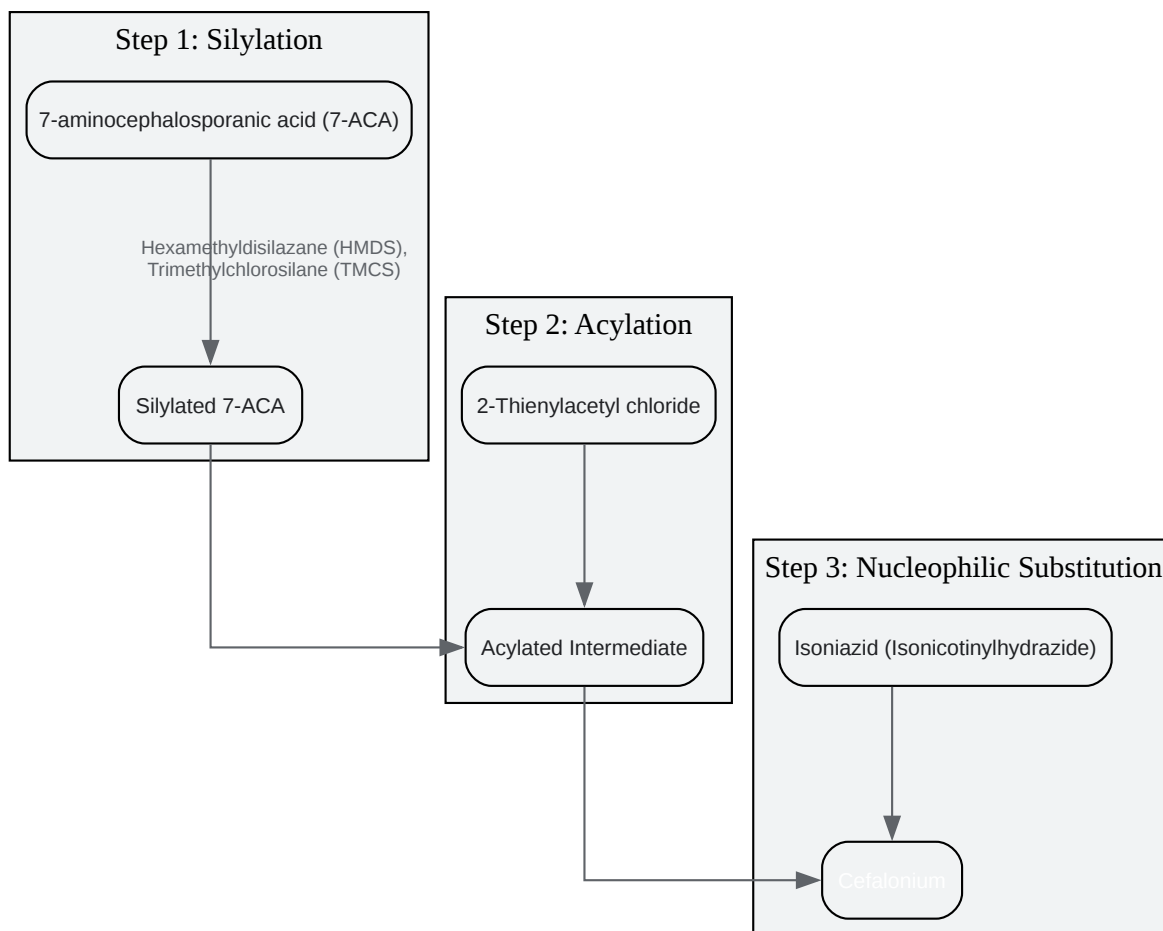 Step 1: Silylation
7-aminocephalosporanic acid (7-ACA)
Hexamethyldisilazane (HMDS),
Trimethylchlorosilane (TMCS)
Silylated 7-ACA
Step 2: Acylation
2-Thienylacetyl chloride
Acylated Intermediate
Step 3: Nucleophilic Substitution
Isoniazid (Isonicotinylhydrazide)
Cefalonium